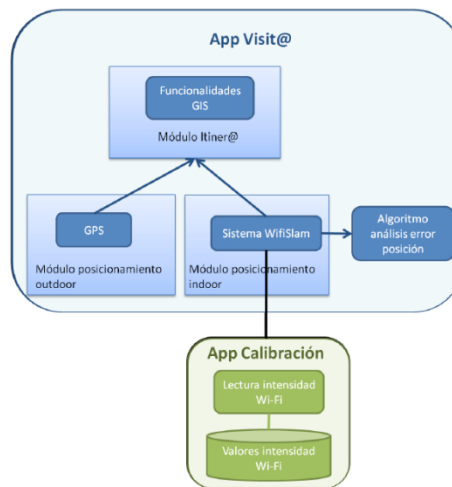 App Visit@
Funcionalidades
GIS
Módulo Itiner@
GPS
Módulo posicionamiento
outdoor
Sistema WifiSlam
Módulo posicionamiento
indoor
Algoritmo
análisis error
posición
App Calibración
Lectura intensidad
Wi-Fi
Valores intensidad
Wi-Fi